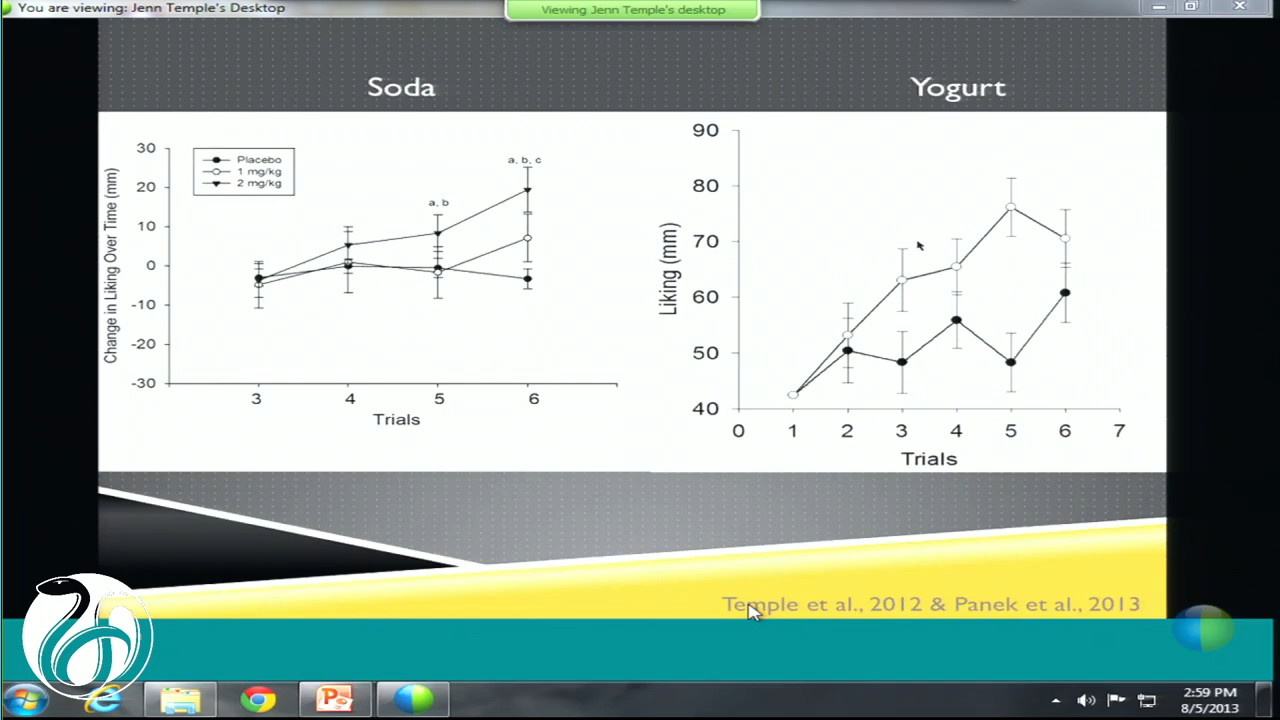 You are viewing: Jenn Temple's Desktop
Viewing Jenn Temple's desktop
Soda
Yogurt
Change in Liking Over Time (mm)
30
20
10
0
-10
-20
-30
Placebo
1 mg/kg
2 mg/kg
a, b
a, b, c
3 4 5 6
Trials
Liking (mm)
90
80
70
60
50
40
0 1 2 3 4 5 6 7
Trials
Temple et al., 2012 & Panek et al., 2013
2:59 PM
8/5/2013